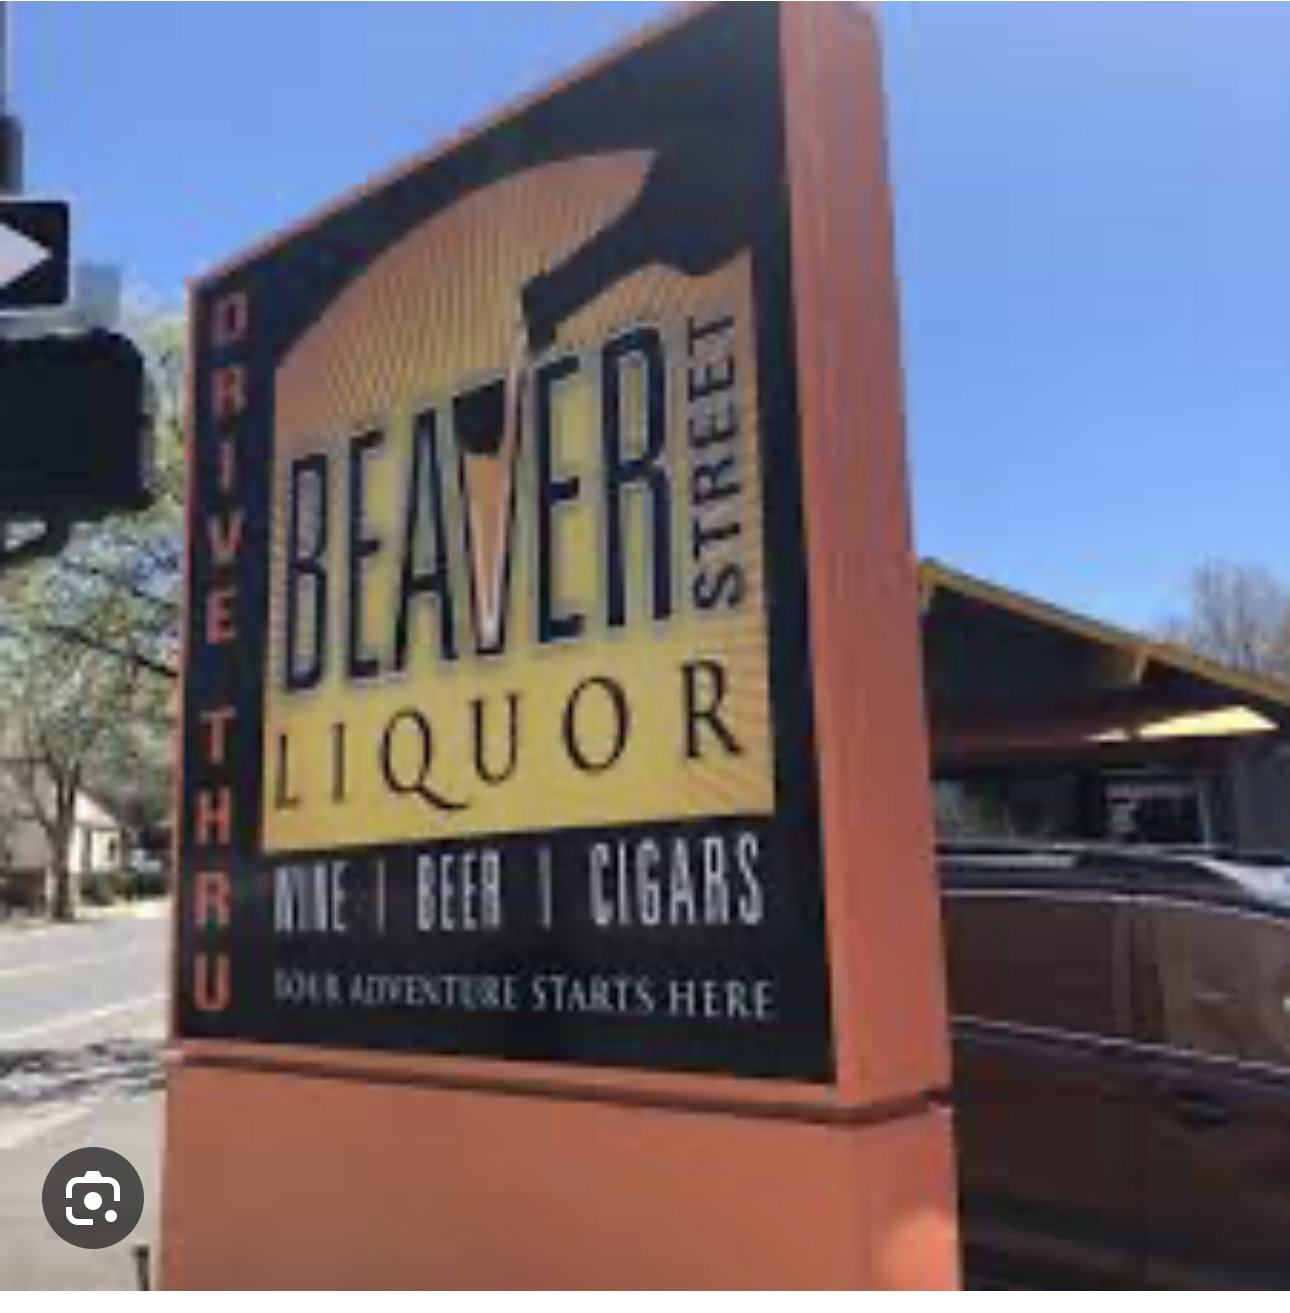 DRIVE THRU
BEAVER
STREET
LIQUOR
WINE | BEER | CIGARS
YOUR ADVENTURE STARTS HERE